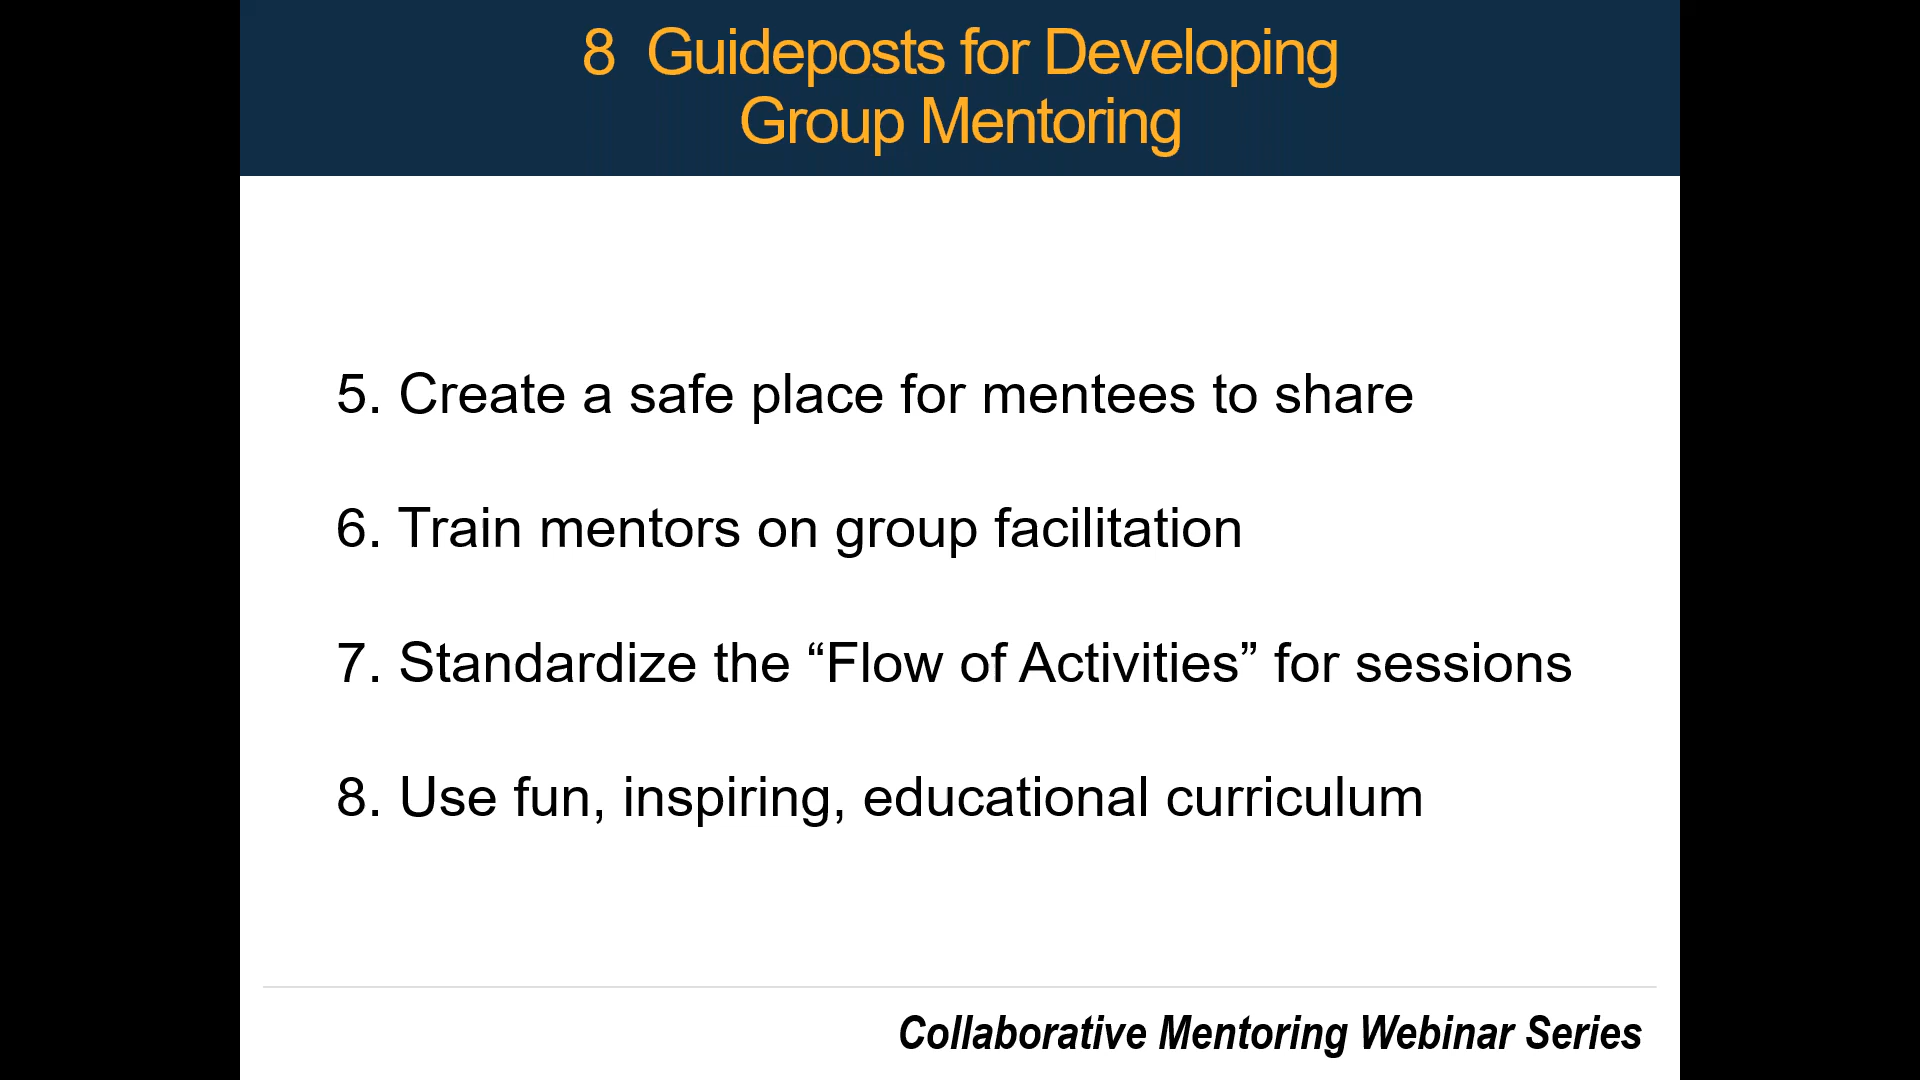 8 Guideposts for Developing
Group Mentoring
5. Create a safe place for mentees to share
6. Train mentors on group facilitation
7. Standardize the “Flow of Activities” for sessions
8. Use fun, inspiring, educational curriculum
Collaborative Mentoring Webinar Series